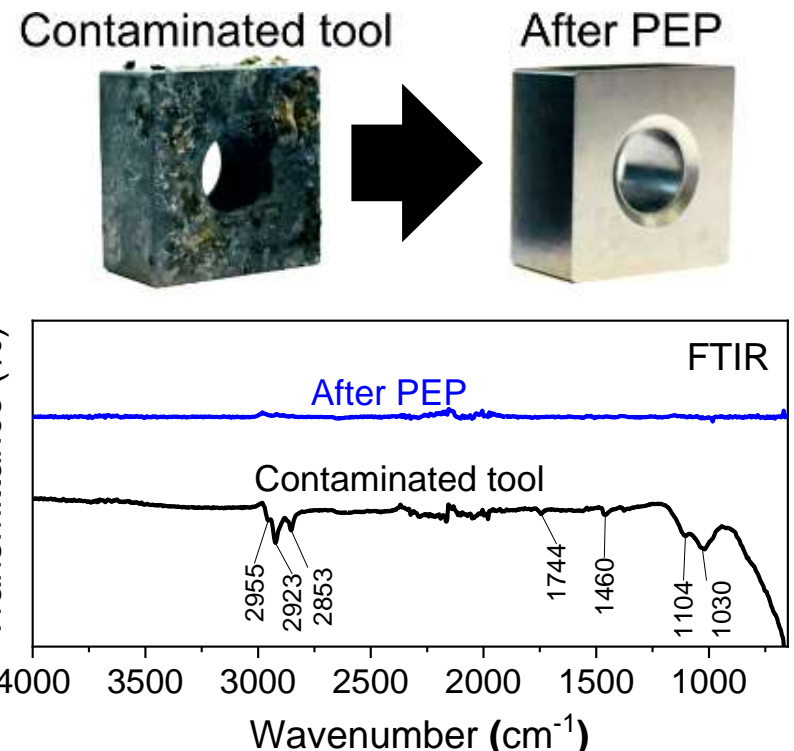 Contaminated tool After PEP
FTIR
After PEP
Contaminated tool
2955
2923
2853
1744
1460
1104
1030
4000 3500 3000 2500 2000 1500 1000
Wavenumber (cm-1)